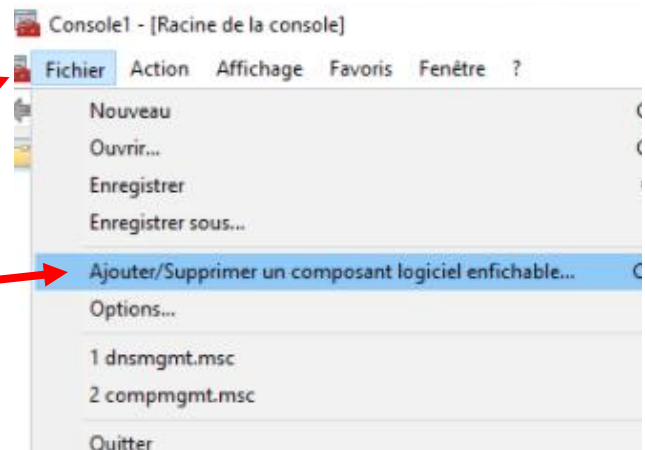 Console1 - [Racine de la console]
Fichier Action Affichage Favoris Fenêtre ?
Nouveau
Ouvrir...
Enregistrer
Enregistrer sous...
Ajouter/Supprimer un composant logiciel enfichable...
Options...
1 dnsmgmt.msc
2 compmgmt.msc
Quitter